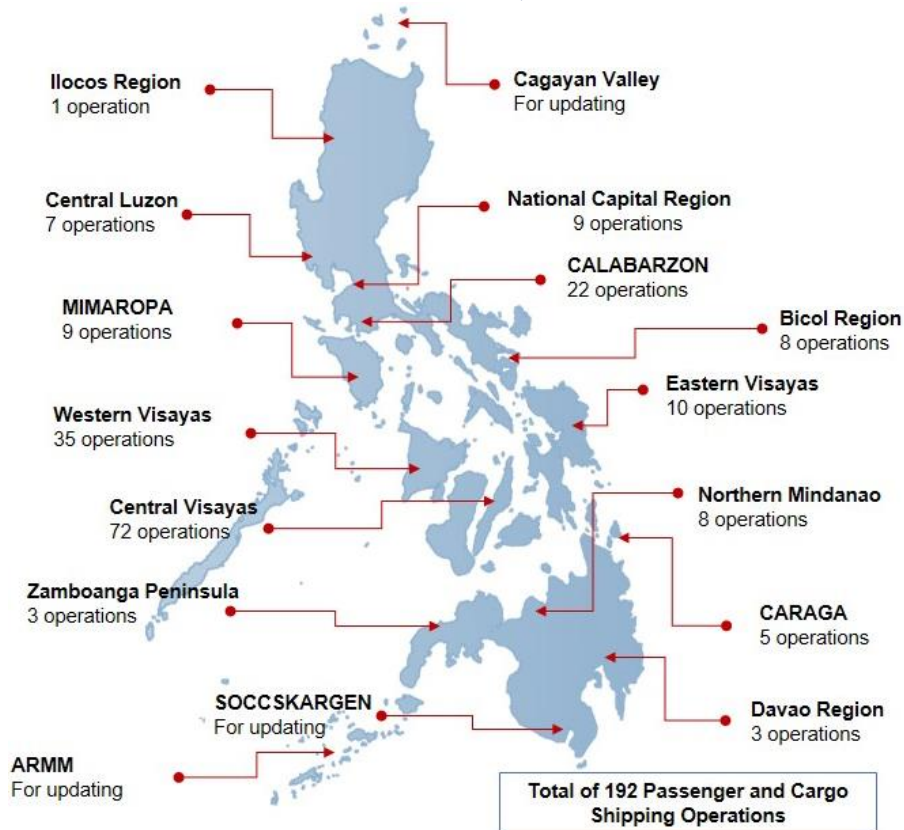 Ilocos Region
1 operation
Cagayan Valley
For updating
Central Luzon
7 operations
National Capital Region
9 operations
CALABARZON
22 operations
MIMAROPA
9 operations
Bicol Region
8 operations
Eastern Visayas
10 operations
Western Visayas
35 operations
Central Visayas
72 operations
Northern Mindanao
8 operations
Zamboanga Peninsula
3 operations
CARAGA
5 operations
SOCCSKARGEN
For updating
Davao Region
3 operations
ARMM
For updating
Total of 192 Passenger and Cargo
Shipping Operations